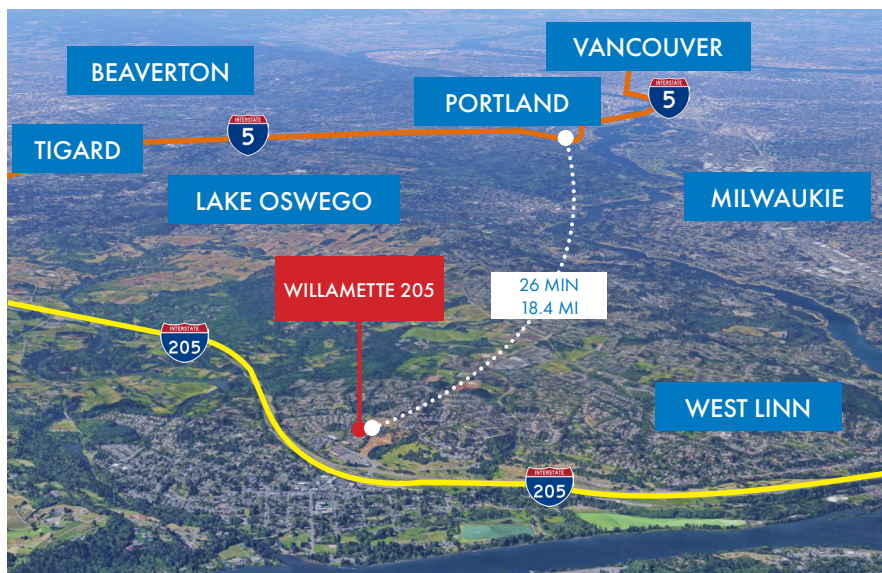 VANCOUVER
BEAVERTON
PORTLAND
INTERSTATE
5
INTERSTATE
5
TIGARD
LAKE OSWEGO
MILWAUKIE
WILLAMETTE 205
26 MIN
18.4 MI
INTERSTATE
205
WEST LINN
INTERSTATE
205